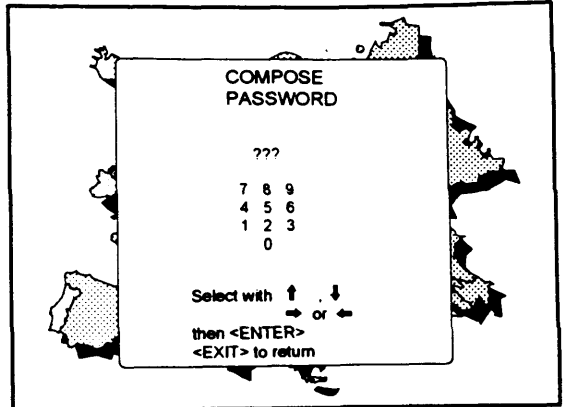 COMPOSE
PASSWORD
???
7 8 9
4 5 6
1 2 3
0
Select with ⬆ , ⬇
➡ or ⬅
then <ENTER>
<EXIT> to return